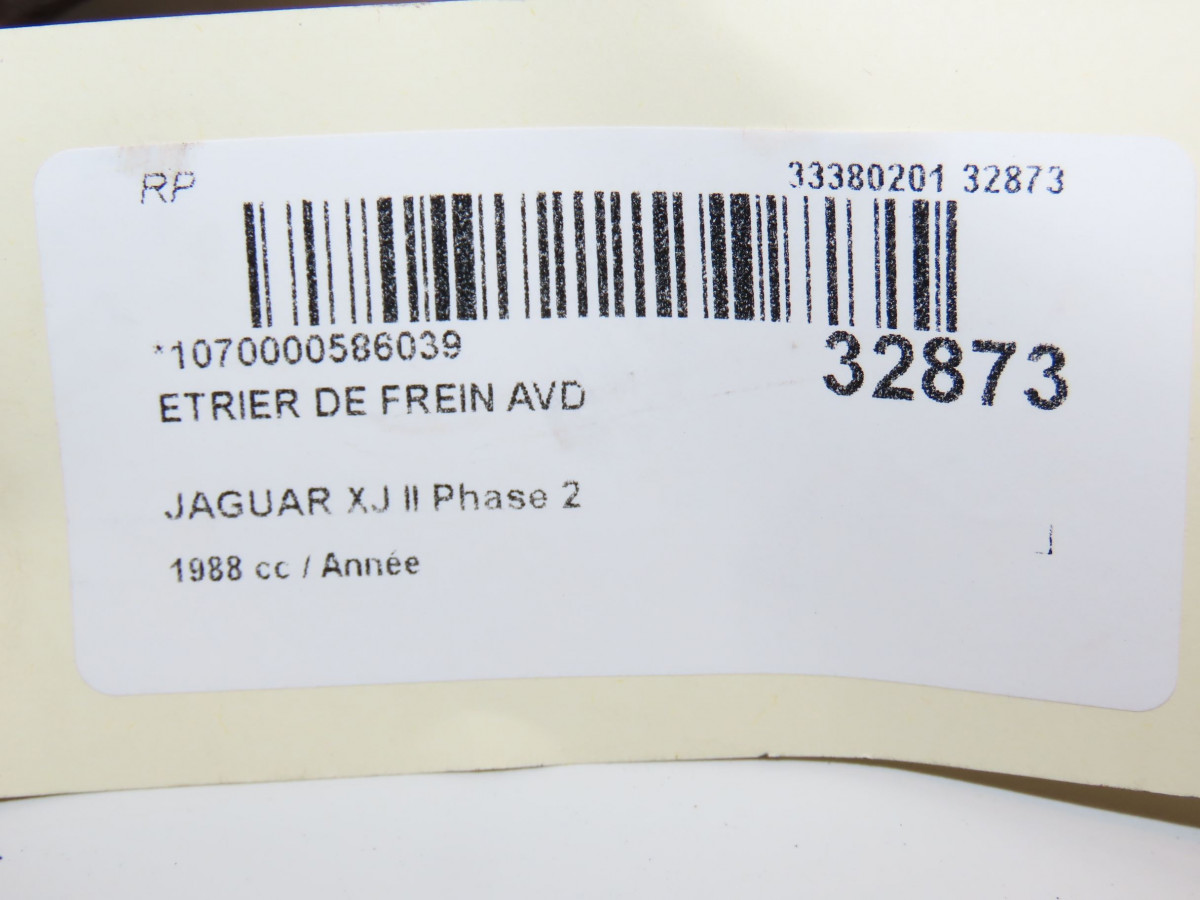 RP 33380201 32873
*1070000586039 32873
ETRIER DE FREIN AVD
JAGUAR XJ II Phase 2
1988 cc / Année